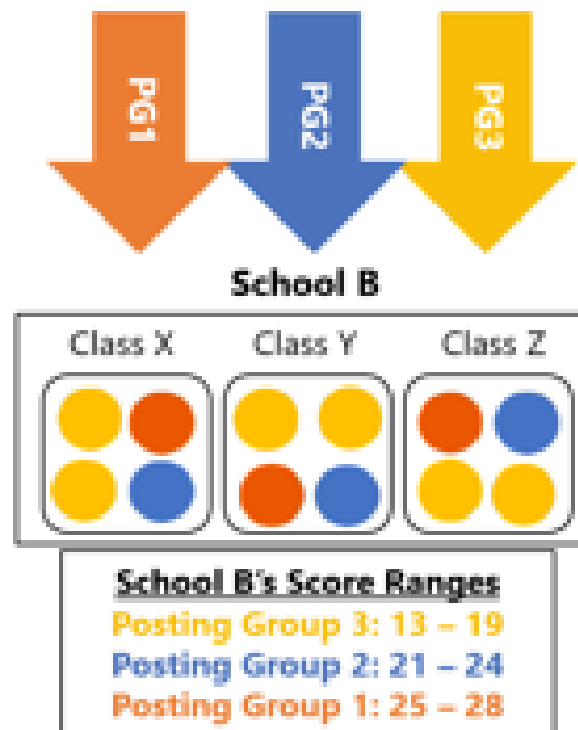 PG1
PG2
PG3
School B
Class X
Class Y
Class Z
School B's Score Ranges
Posting Group 3: 13 – 19
Posting Group 2: 21 – 24
Posting Group 1: 25 – 28